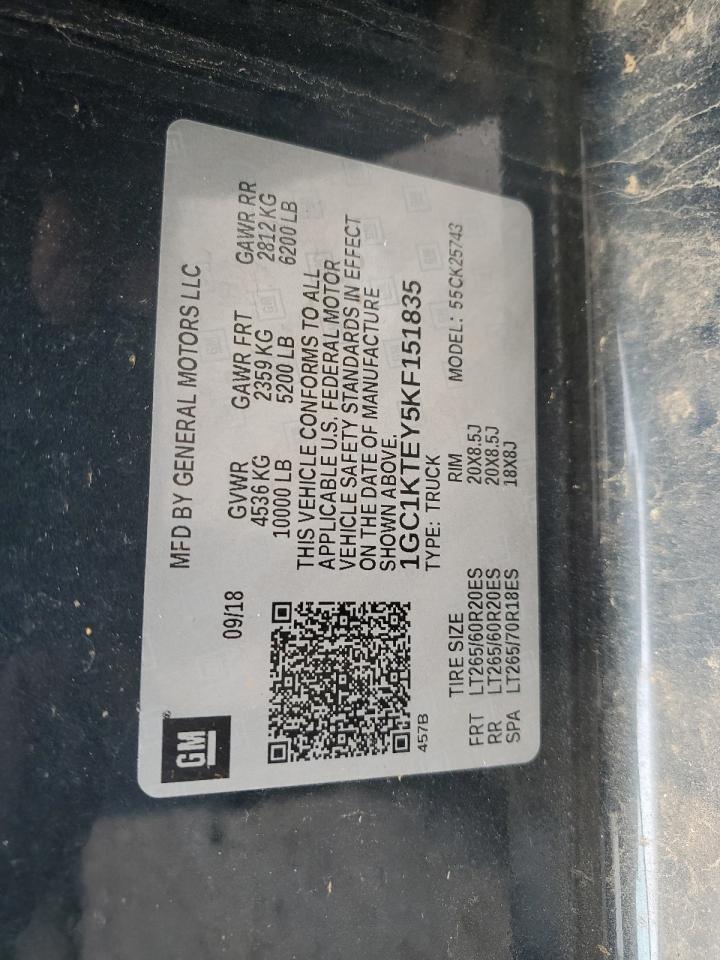 GM
MFD BY GENERAL MOTORS LLC
09/18
GVWR GAWR FRT GAWR RR
4536 KG 2359 KG 2812 KG
10000 LB 5200 LB 6200 LB
THIS VEHICLE CONFORMS TO ALL
APPLICABLE U.S. FEDERAL MOTOR
VEHICLE SAFETY STANDARDS IN EFFECT
ON THE DATE OF MANUFACTURE
SHOWN ABOVE.
1GC1KTEY5KF151835
457B
TYPE: TRUCK
MODEL: 55CK25743
TIRE SIZE RIM
FRT LT265/60R20ES 20X8.5J
RR LT265/60R20ES 20X8.5J
SPA LT265/70R18ES 18X8J